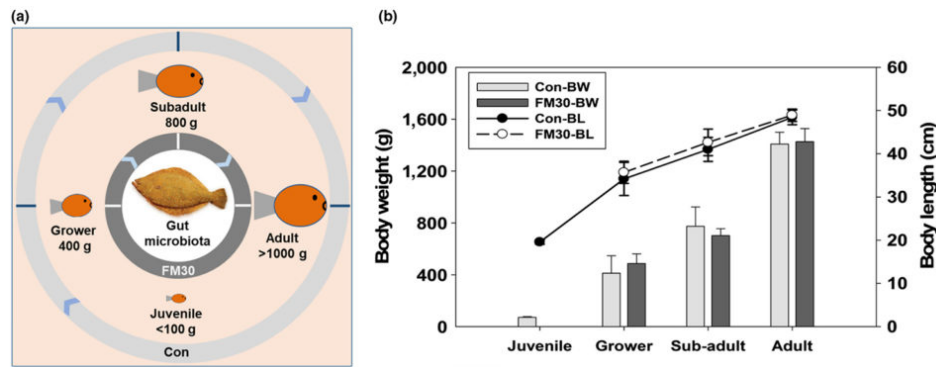 (a)
Subadult
800 g
Grower
400 g
Gut
microbiota
Adult
>1000 g
FM30
Juvenile
<100 g
Con
(b)
Con-BW
FM30-BW
Con-BL
FM30-BL
Body weight (g)
2,000
1,600
1,200
800
400
0
Body length (cm)
60
50
40
30
20
10
0
Juvenile Grower Sub-adult Adult